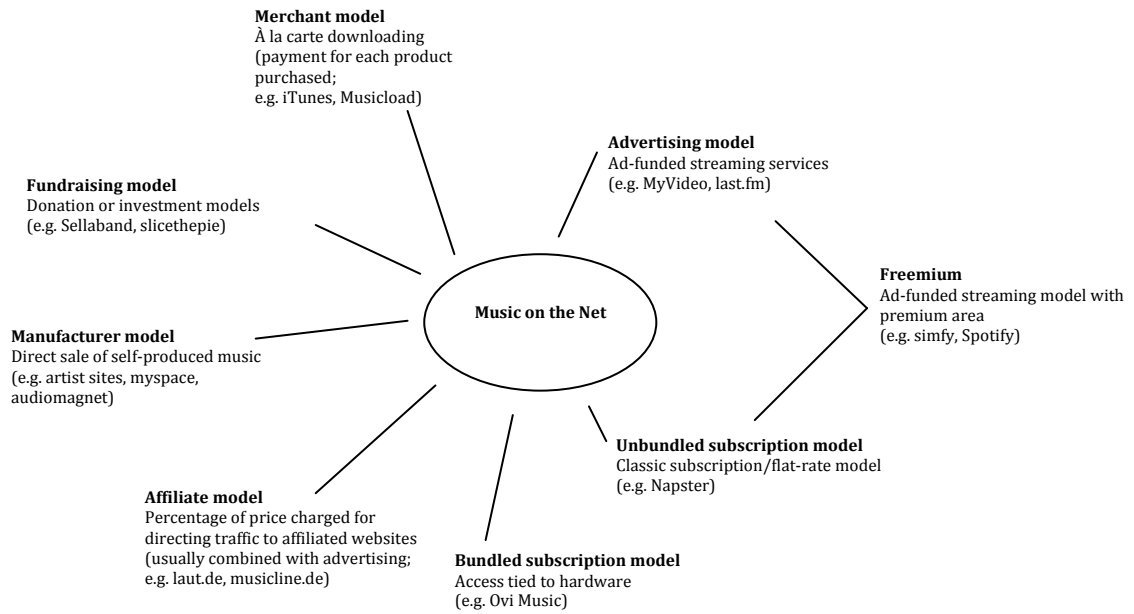 Merchant model
À la carte downloading
(payment for each product
purchased;
e.g. iTunes, Musicload)
Advertising model
Ad-funded streaming services
(e.g. MyVideo, last.fm)
Fundraising model
Donation or investment models
(e.g. Sellaband, slicethepie)
Freemium
Ad-funded streaming model with
premium area
(e.g. simfy, Spotify)
Music on the Net
Manufacturer model
Direct sale of self-produced music
(e.g. artist sites, myspace,
audiomagnet)
Unbundled subscription model
Classic subscription/flat-rate model
(e.g. Napster)
Affiliate model
Percentage of price charged for
directing traffic to affiliated websites
(usually combined with advertising;
e.g. laut.de, musicline.de)
Bundled subscription model
Access tied to hardware
(e.g. Ovi Music)